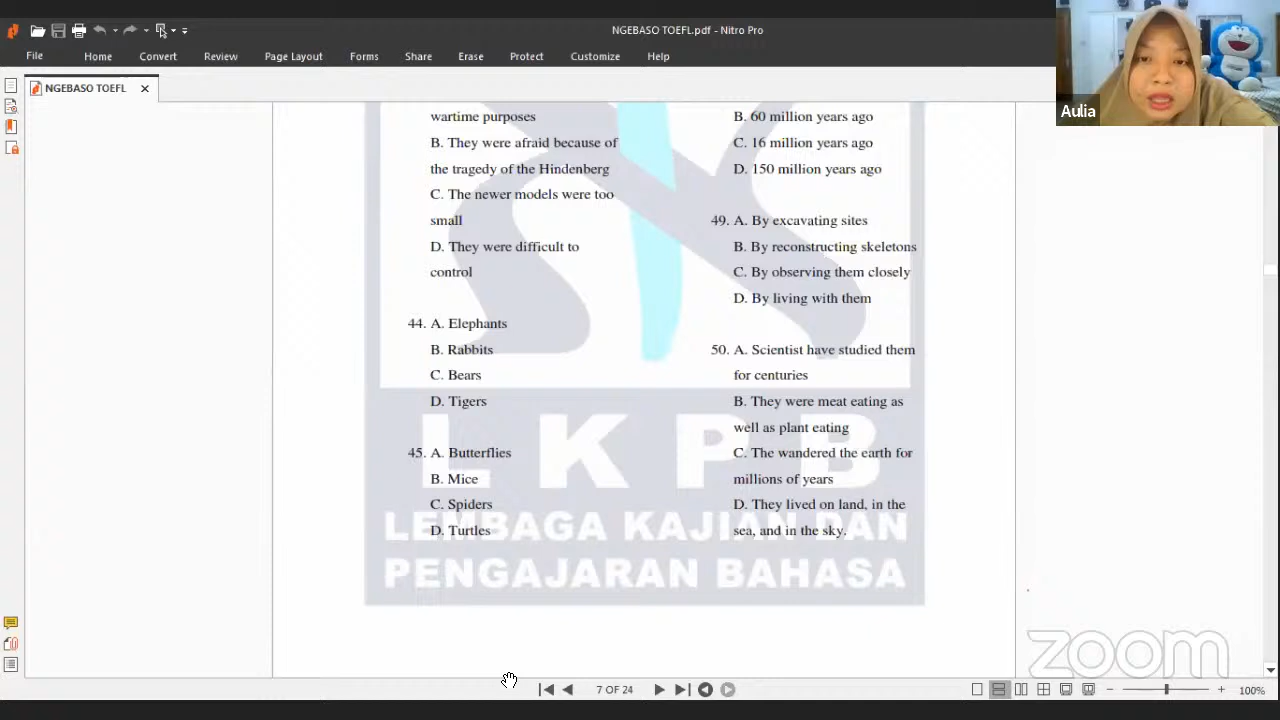 NGEBASO TOEFL.pdf - Nitro Pro
File Home Convert Review Page Layout Forms Share Erase Protect Customize Help
NGEBASO TOEFL
Aulia
wartime purposes
B. They were afraid because of
the tragedy of the Hindenberg
C. The newer models were too
small
D. They were difficult to
control
44. A. Elephants
B. Rabbits
C. Bears
D. Tigers
45. A. Butterflies
B. Mice
C. Spiders
D. Turtles
B. 60 million years ago
C. 16 million years ago
D. 150 million years ago
49. A. By excavating sites
B. By reconstructing skeletons
C. By observing them closely
D. By living with them
50. A. Scientist have studied them
for centuries
B. They were meat eating as
well as plant eating
C. The wandered the earth for
millions of years
D. They lived on land, in the
sea, and in the sky.
LKPB
LEMBAGA KAJIAN DAN
PENGAJARAN BAHASA
zoom
7 OF 24
100%